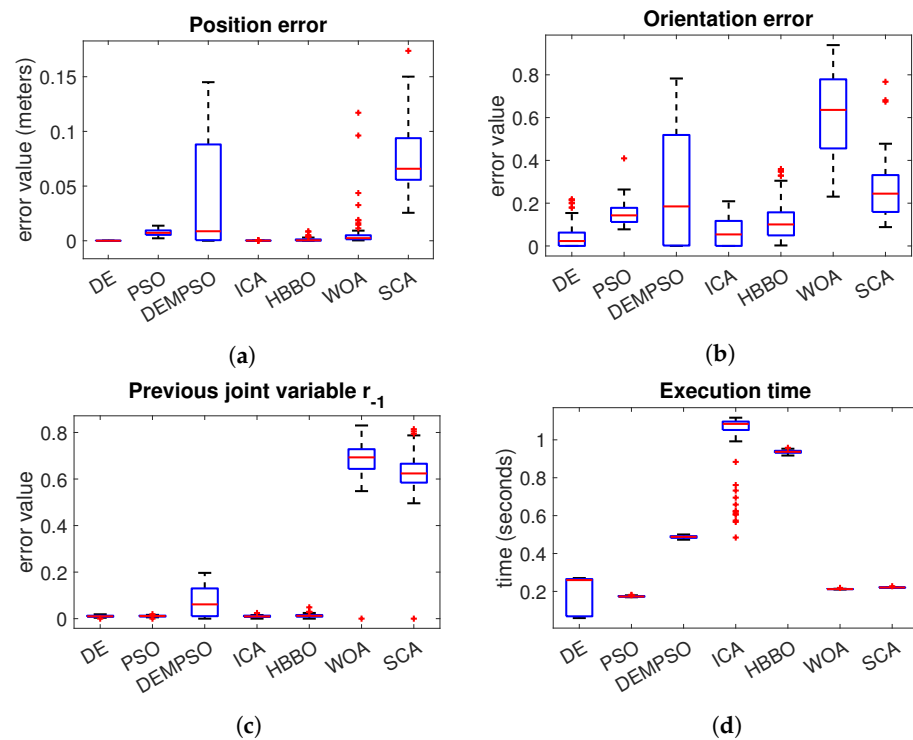 Position error
error value (meters)
0.15
0.1
0.05
0
DE
PSO
DEMPSO
ICA
HBBO
WOA
SCA
(a)
Orientation error
error value
0.8
0.6
0.4
0.2
0
DE
PSO
DEMPSO
ICA
HBBO
WOA
SCA
(b)
Previous joint variable r_-1
error value
0.8
0.6
0.4
0.2
0
DE
PSO
DEMPSO
ICA
HBBO
WOA
SCA
(c)
Execution time
time (seconds)
1
0.8
0.6
0.4
0.2
DE
PSO
DEMPSO
ICA
HBBO
WOA
SCA
(d)